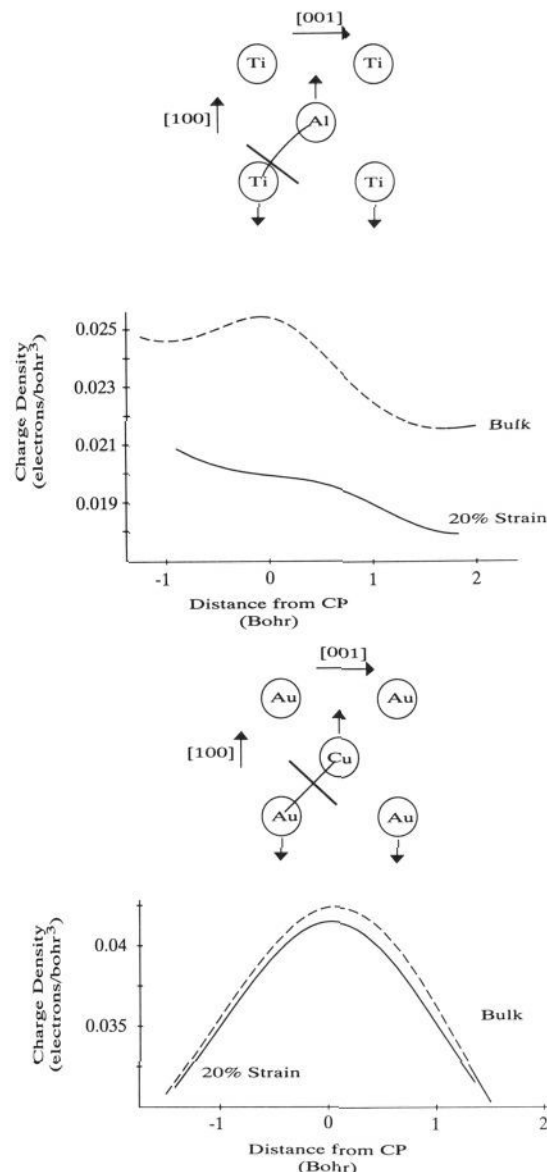 [001]
Ti Ti
[100]
Al
Ti Ti
Charge Density
(electrons/bohr³)
0.025
0.023
0.021
0.019
Bulk
20% Strain
-1 0 1 2
Distance from CP
(Bohr)
[001]
Au Au
[100]
Cu
Au Au
Charge Density
(electrons/bohr³)
0.04
0.035
Bulk
20% Strain
-1 0 1 2
Distance from CP
(Bohr)